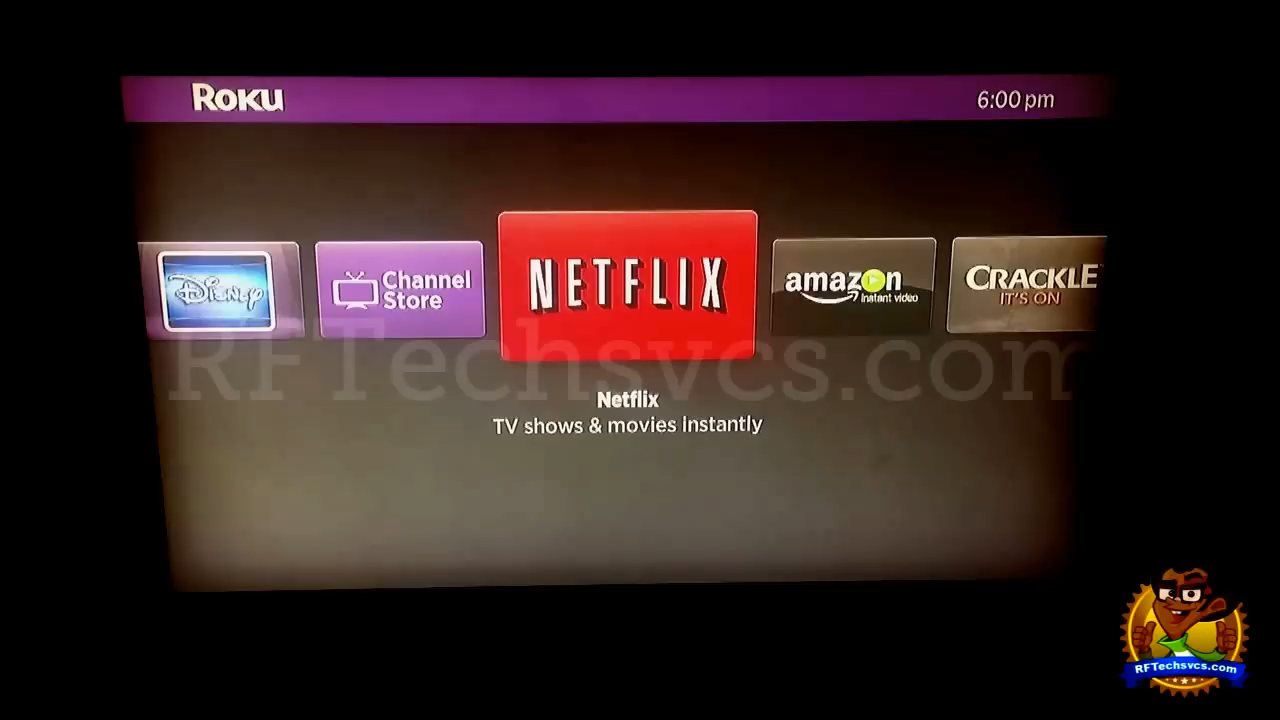 Roku
6:00 pm
Disney
Channel
Store
NETFLIX
amazon
instant video
CRACKLE
IT'S ON
RFTechsvcs.com
Netflix
TV shows & movies instantly
RFTechsvcs.com